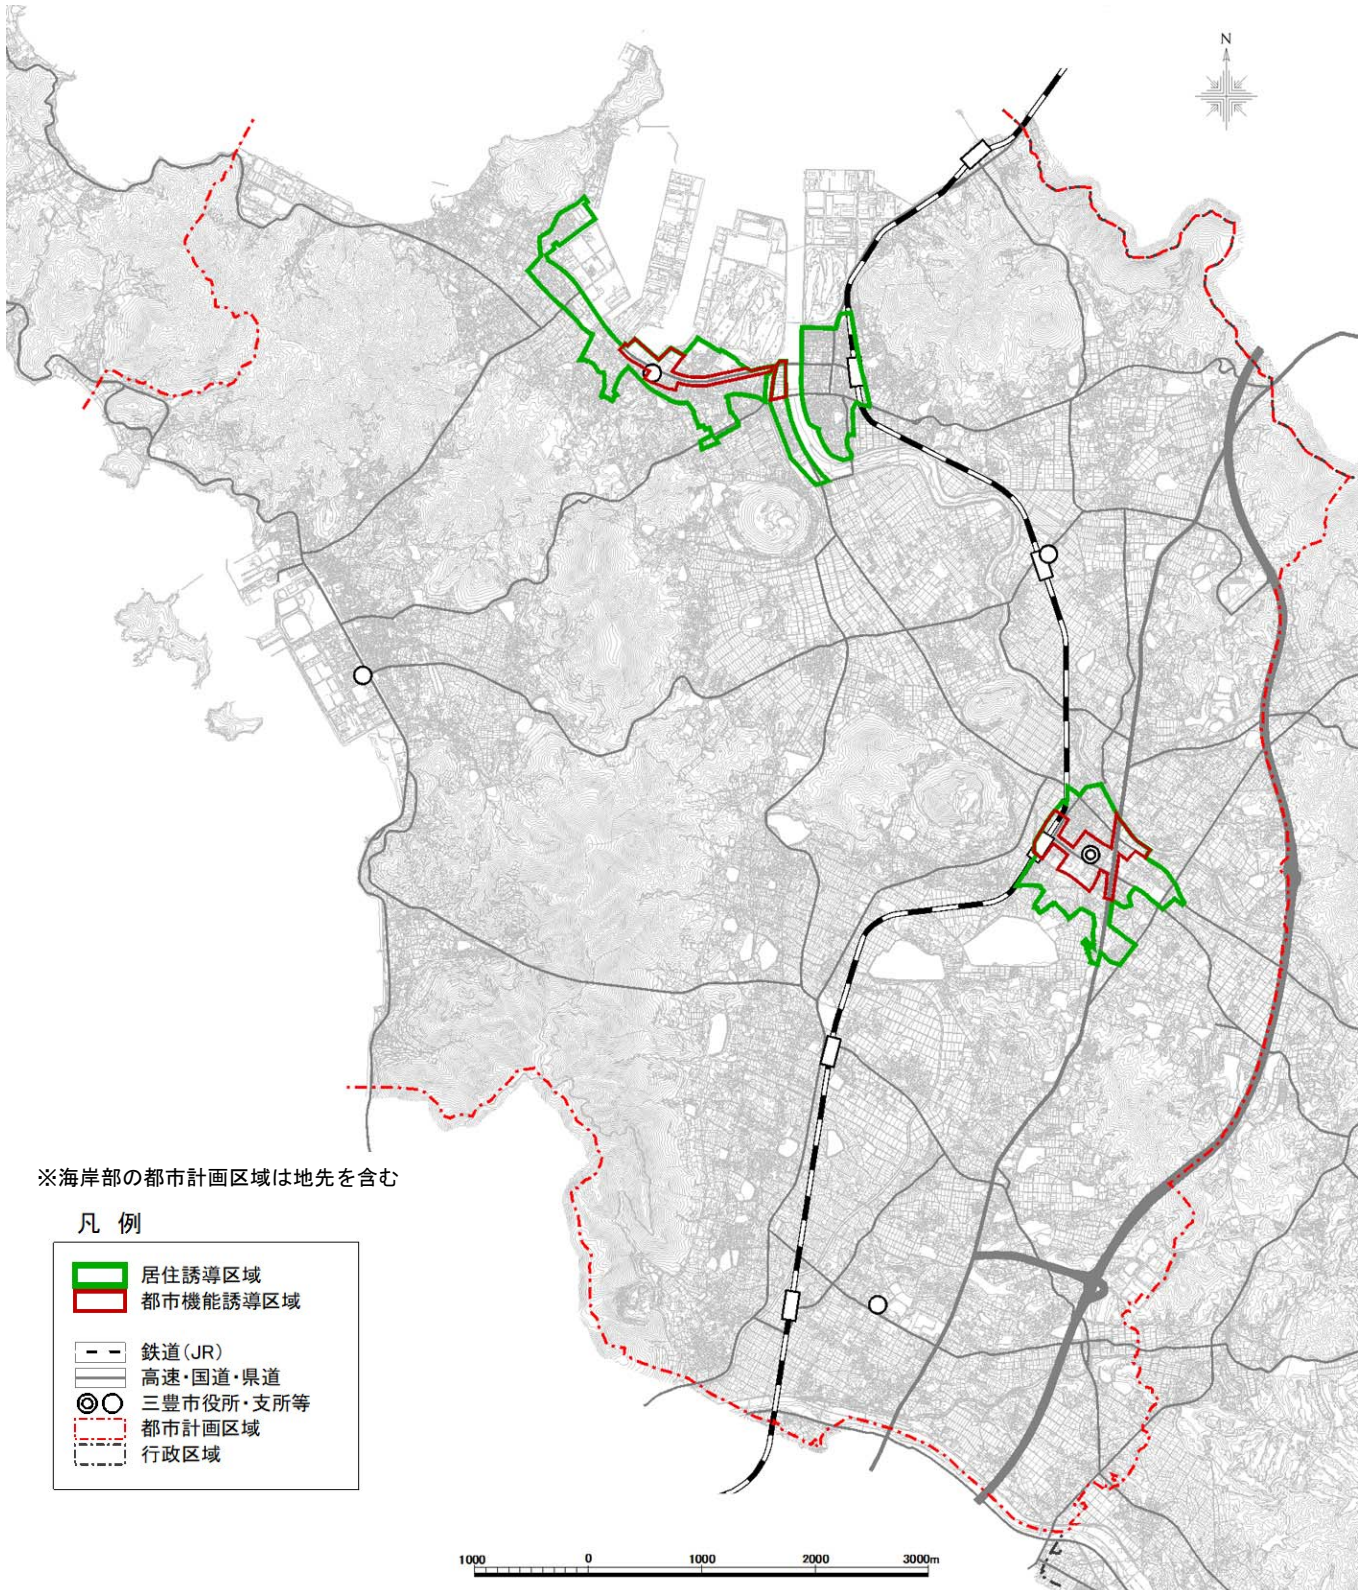 N
※海岸部の都市計画区域は地先を含む
凡 例
居住誘導区域
都市機能誘導区域
鉄道(JR)
高速・国道・県道
三豊市役所・支所等
都市計画区域
行政区域
1000 0 1000 2000 3000m